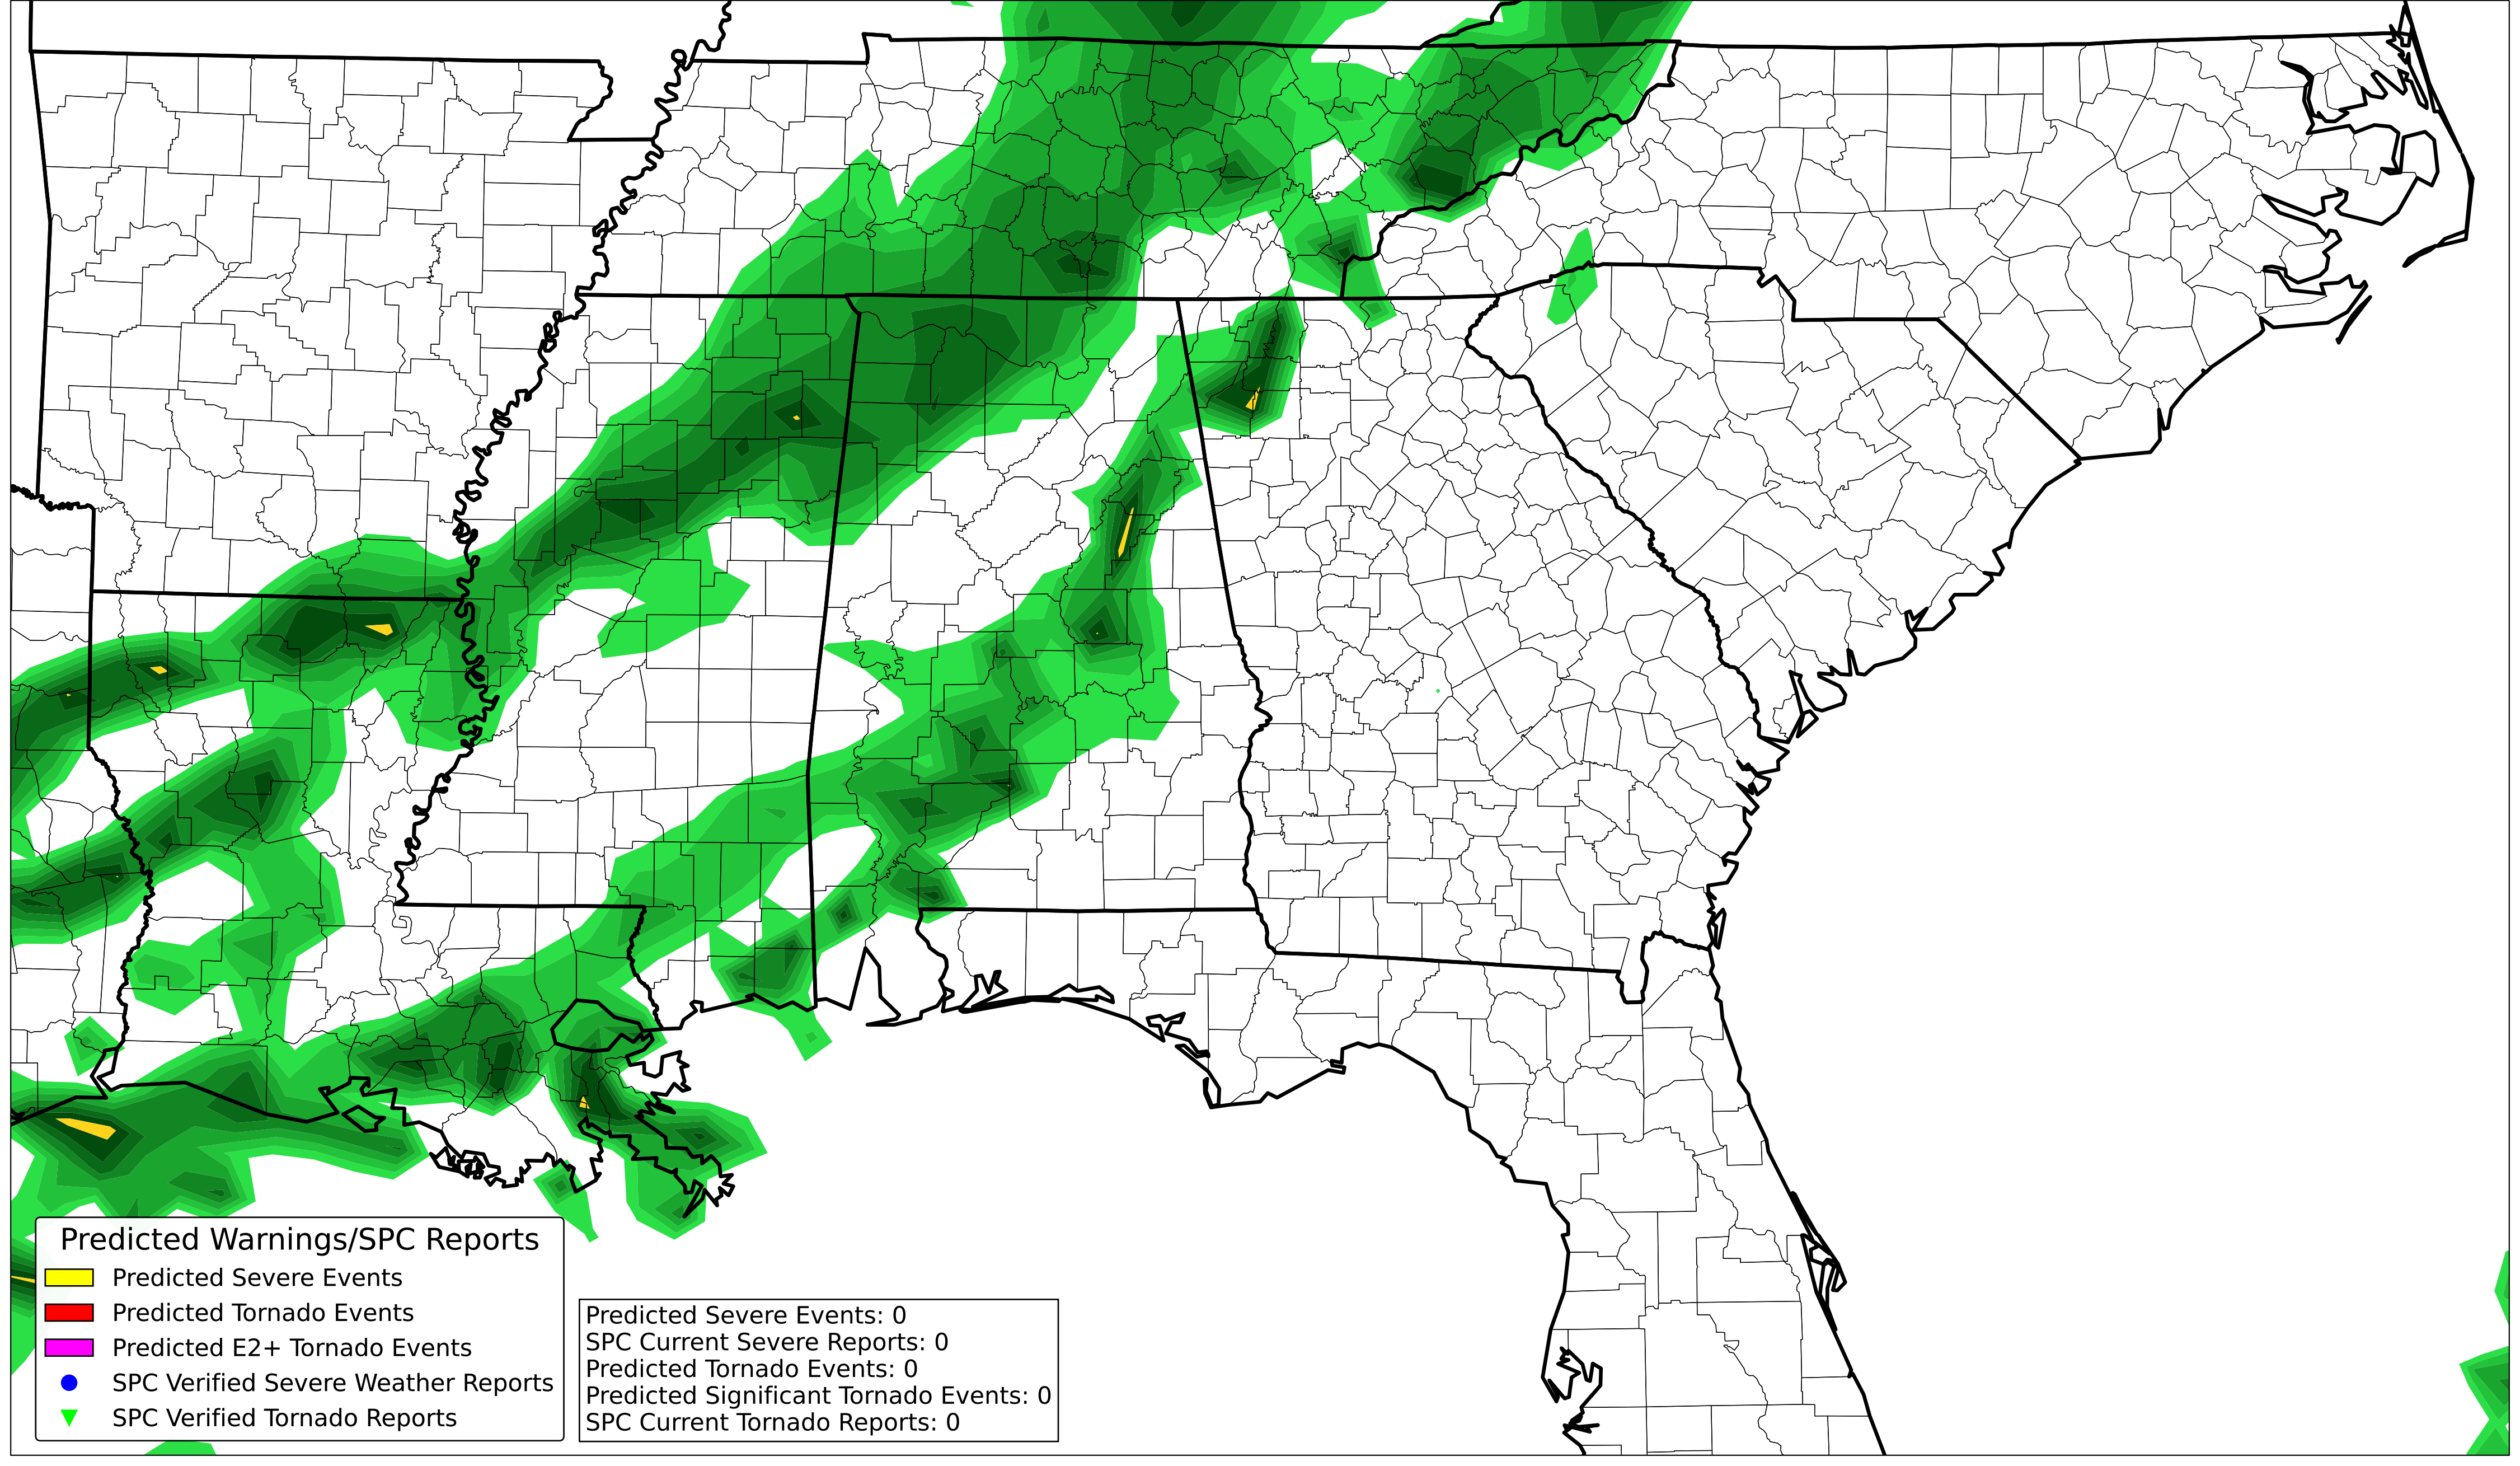 Predicted Warnings/SPC Reports
Predicted Severe Events
Predicted Tornado Events
Predicted E2+ Tornado Events
SPC Verified Severe Weather Reports
SPC Verified Tornado Reports
Predicted Severe Events: 0
SPC Current Severe Reports: 0
Predicted Tornado Events: 0
Predicted Significant Tornado Events: 0
SPC Current Tornado Reports: 0